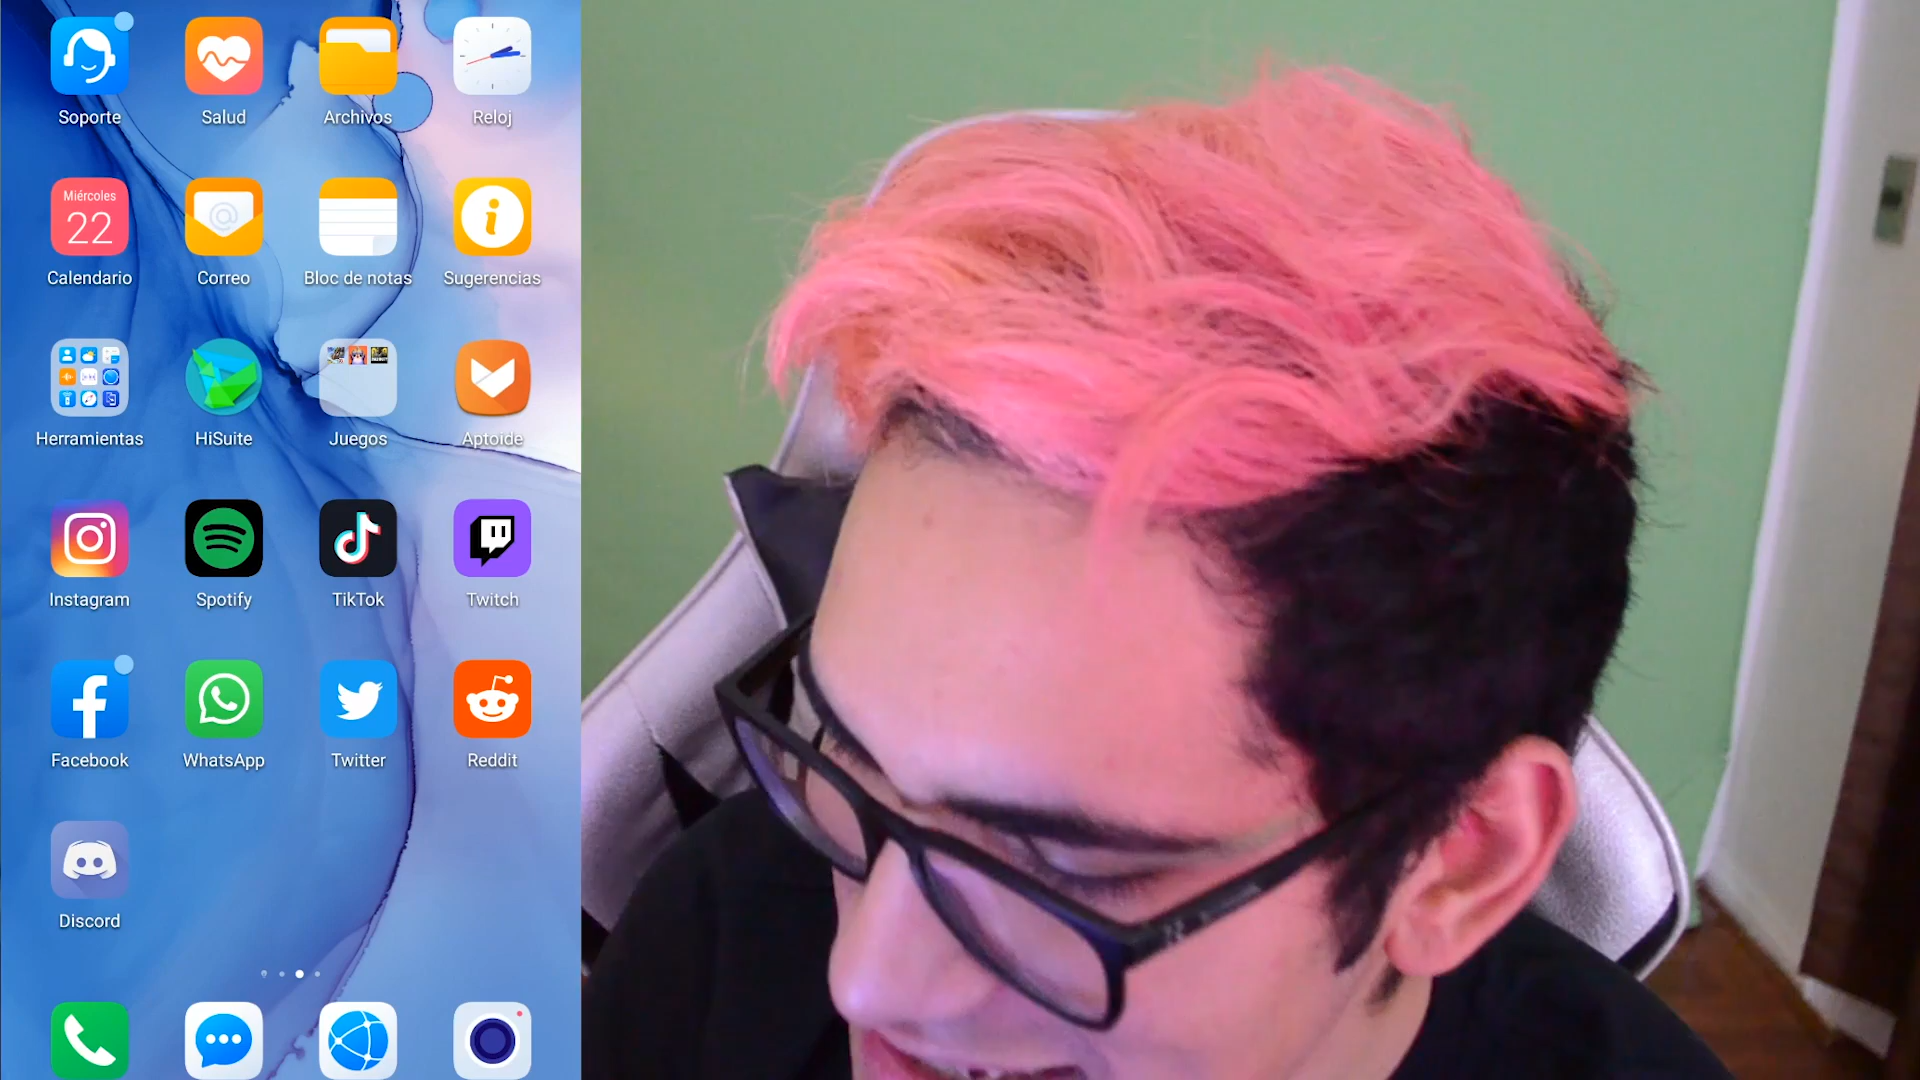 Soporte
Salud
Archivos
Reloj
Miércoles
22
Calendario
Correo
Bloc de notas
Sugerencias
Herramientas
HiSuite
Juegos
Aptoide
Instagram
Spotify
TikTok
Twitch
Facebook
WhatsApp
Twitter
Reddit
Discord